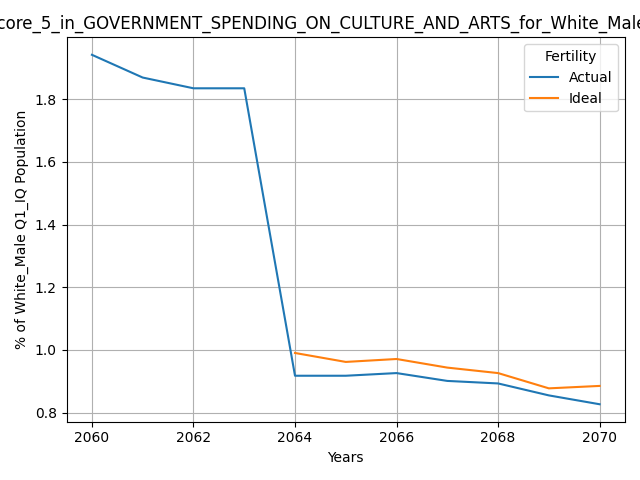 core_5_in_GOVERNMENT_SPENDING_ON_CULTURE_AND_ARTS_for_White_Male
Fertility
Actual
Ideal
% of White_Male Q1_IQ Population
1.8
1.6
1.4
1.2
1.0
0.8
2060 2062 2064 2066 2068 2070
Years